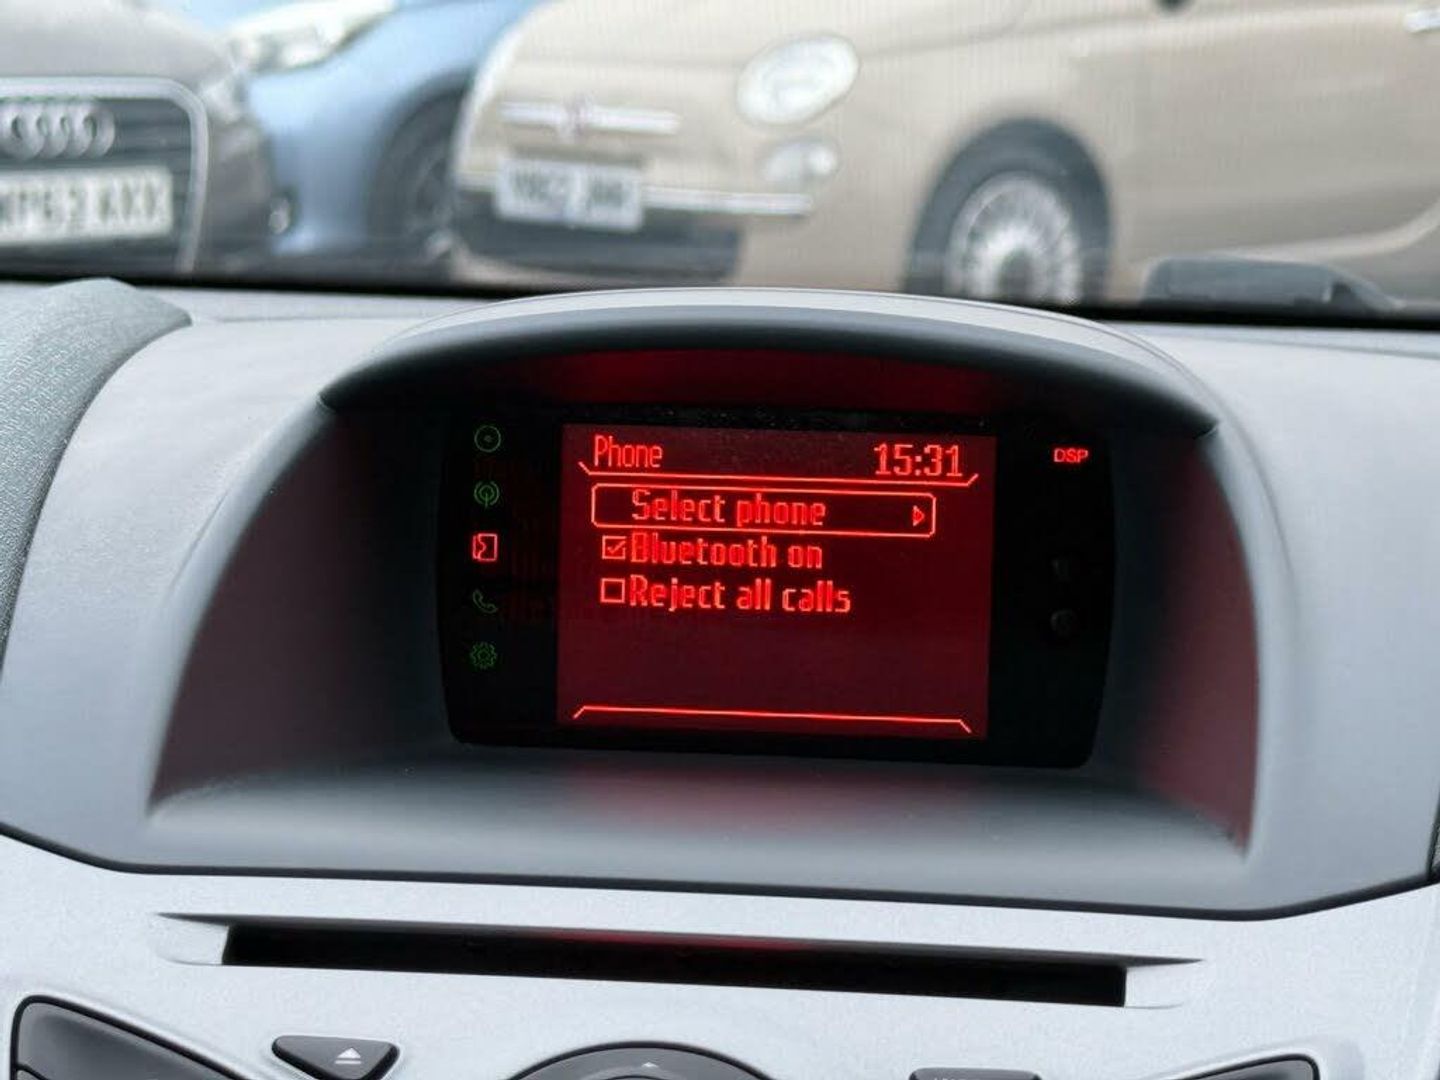 Phone
15:31
DSP
Select phone
Bluetooth on
Reject all calls